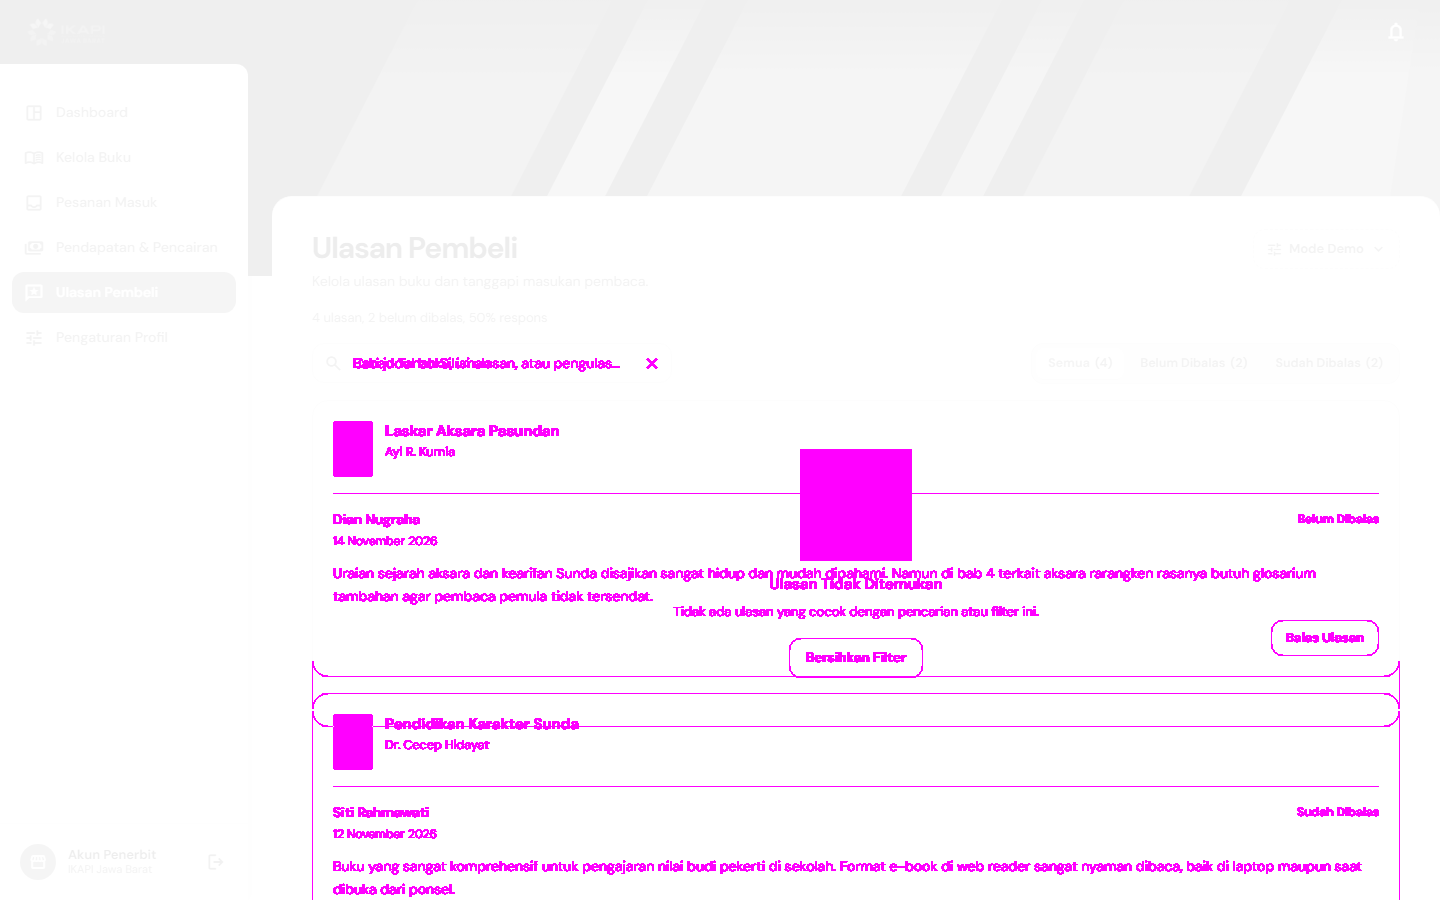 Dashboard
Kelola Buku
Pesanan Masuk
Pendapatan & Pencairan
Ulasan Pembeli
Pengaturan Profil
Akun Penerbit
IKAPI Jawa Barat
Ulasan Pembeli
Mode Demo
Kelola ulasan buku dan tanggapi masukan pembaca.
4 ulasan, 2 belum dibalas, 50% respons.
ulasan, atau pengulas...
Semua (4)
Belum Dibalas (2)
Sudah Dibalas (2)
Laskar Aksara Pasundan
Ayi R. Kurnia
Dian Nugraha
Belum Dibalas
14 November 2026
Uraian sejarah aksara dan kearifan Sunda disajikan sangat hidup dan mudah dipahami. Namun di bab 4 terkait aksara rarangken rasanya butuh glosarium
tambahan agar pembaca pemula tidak tersendat.
Ulasan Tidak Ditemukan
Tidak ada ulasan yang cocok dengan pencarian atau filter ini.
Balas Ulasan
Bersihkan Filter
Pendidikan Karakter Sunda
Dr. Cecep Hidayat
Siti Rahmawati
Sudah Dibalas
12 November 2026
Buku yang sangat komprehensif untuk pengajaran nilai budi pekerti di sekolah. Format e-book di web reader sangat nyaman dibaca, baik di laptop maupun saat
dibuka dari ponsel.